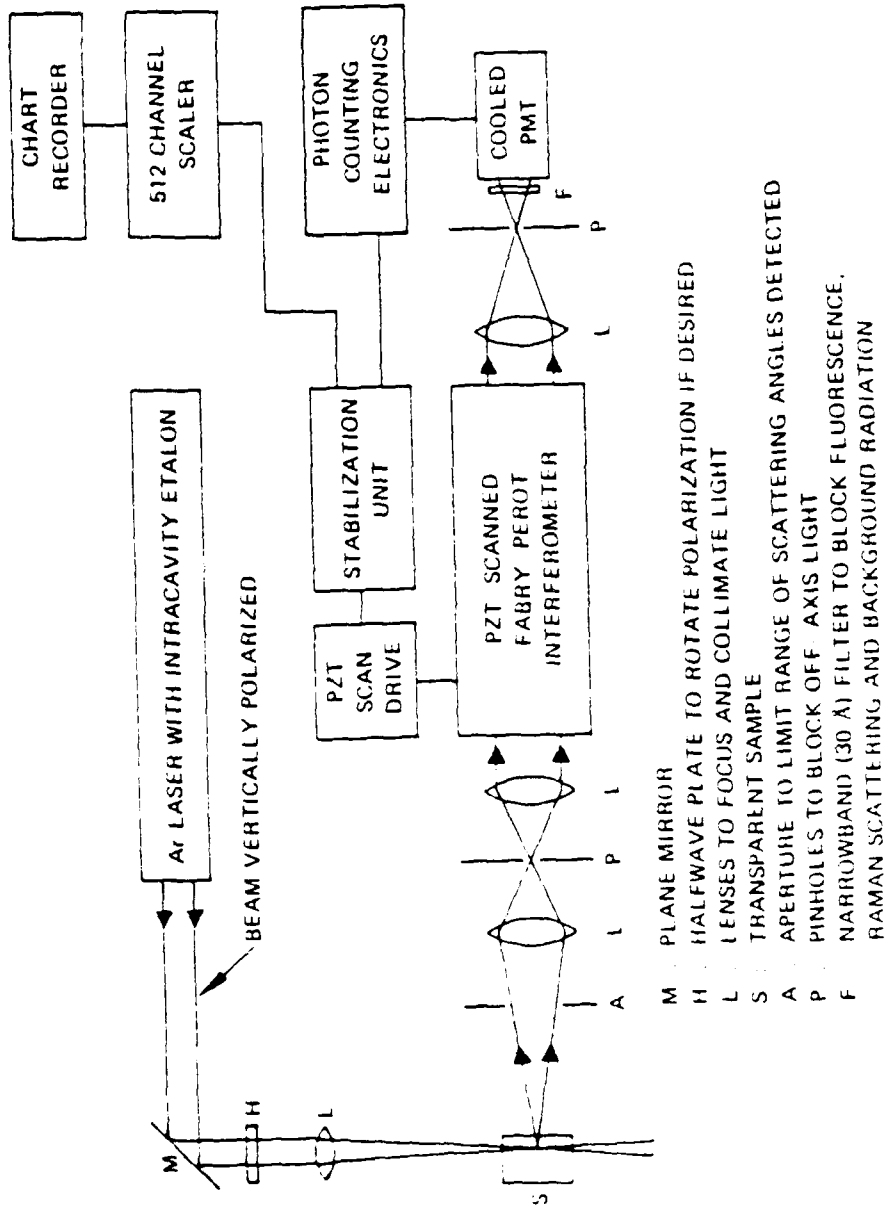 CHART
RECORDER
512 CHANNEL
SCALER
Ar LASER WITH INTRACAVITY ETALON
BEAM VERTICALLY POLARIZED
M
H
L
S
PZT
SCAN
DRIVE
STABILIZATION
UNIT
PHOTON
COUNTING
ELECTRONICS
PZT SCANNED
FABRY PEROT
INTERFEROMETER
COOLED
PMT
A
L
P
L
L
P
F
M : PLANE MIRROR
H : HALFWAVE PLATE TO ROTATE POLARIZATION IF DESIRED
L : LENSES TO FOCUS AND COLLIMATE LIGHT
S : TRANSPARENT SAMPLE
A : APERTURE TO LIMIT RANGE OF SCATTERING ANGLES DETECTED
P : PINHOLES TO BLOCK OFF-AXIS LIGHT
F : NARROWBAND (30 Å) FILTER TO BLOCK FLUORESCENCE,
RAMAN SCATTERING AND BACKGROUND RADIATION